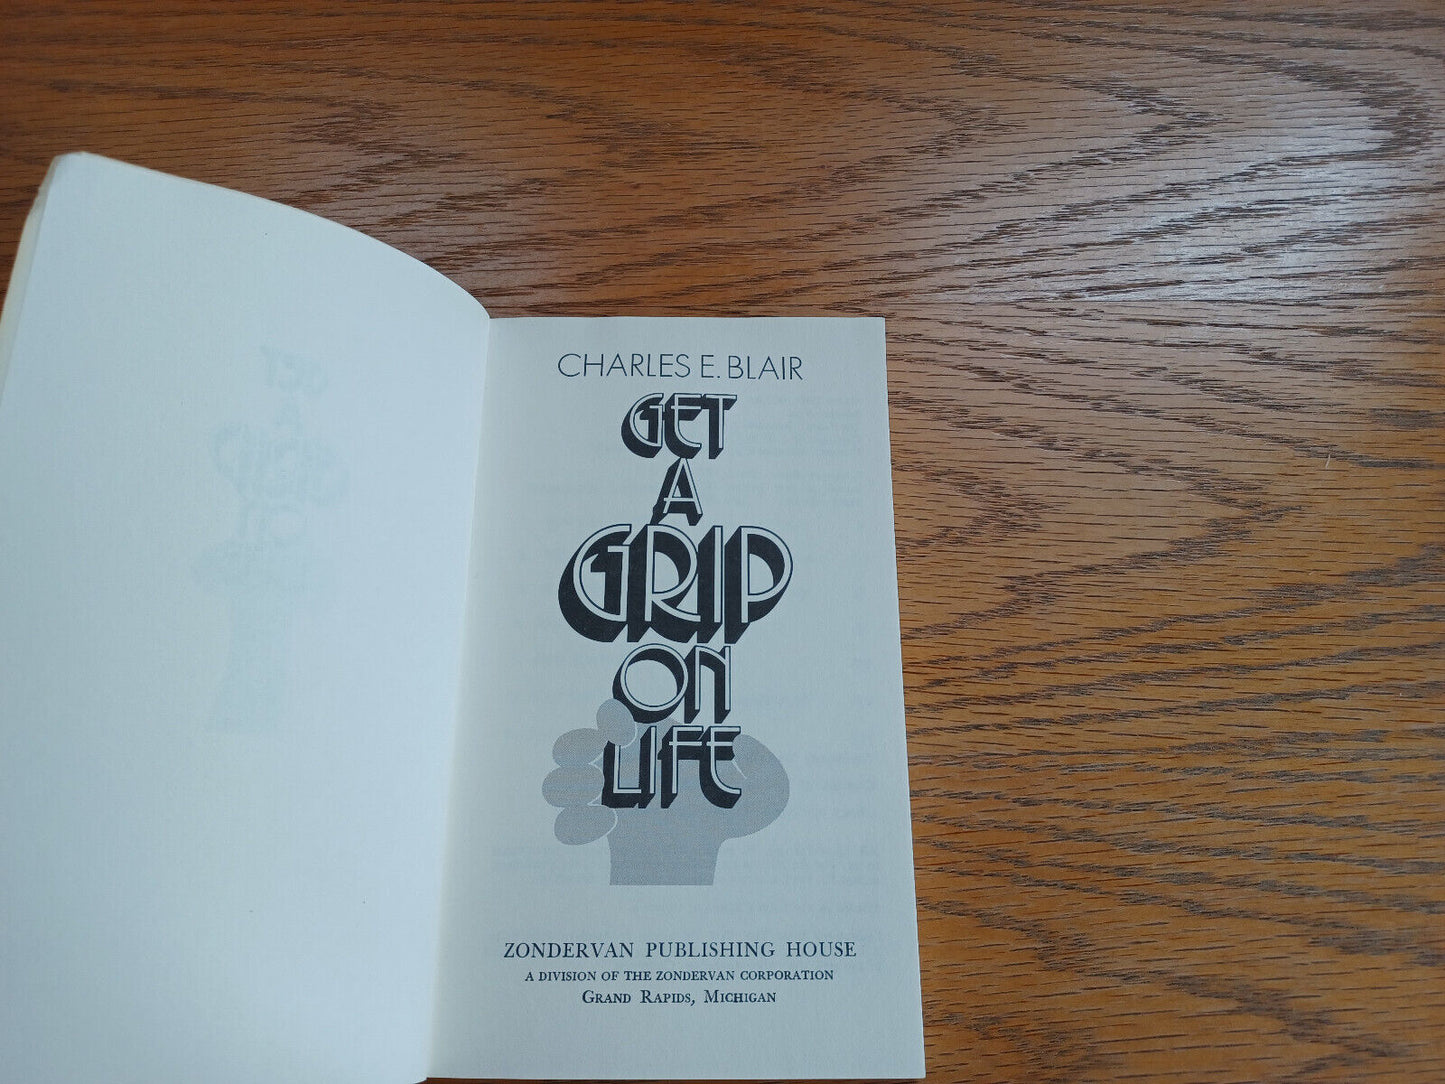 CHARLES E. BLAIR
GET
A
GRIP
ON
LIFE
ZONDERVAN PUBLISHING HOUSE
A DIVISION OF THE ZONDERVAN CORPORATION
GRAND RAPIDS, MICHIGAN